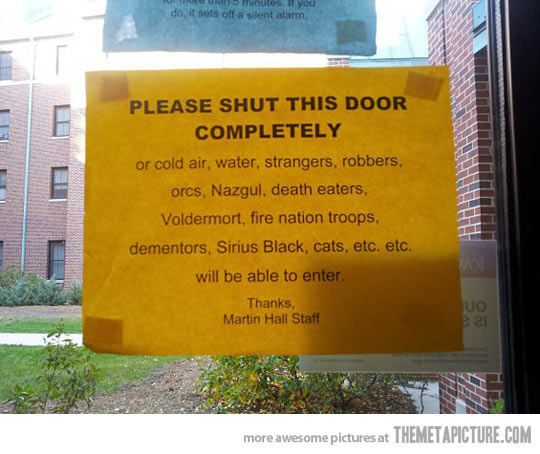 for more than 5 minutes. If you
do, it sets off a silent alarm.
PLEASE SHUT THIS DOOR
COMPLETELY
or cold air, water, strangers, robbers,
orcs, Nazgul, death eaters,
Voldermort, fire nation troops,
dementors, Sirius Black, cats, etc. etc.
will be able to enter.
Thanks,
Martin Hall Staff
more awesome pictures at THEMETAPICTURE.COM